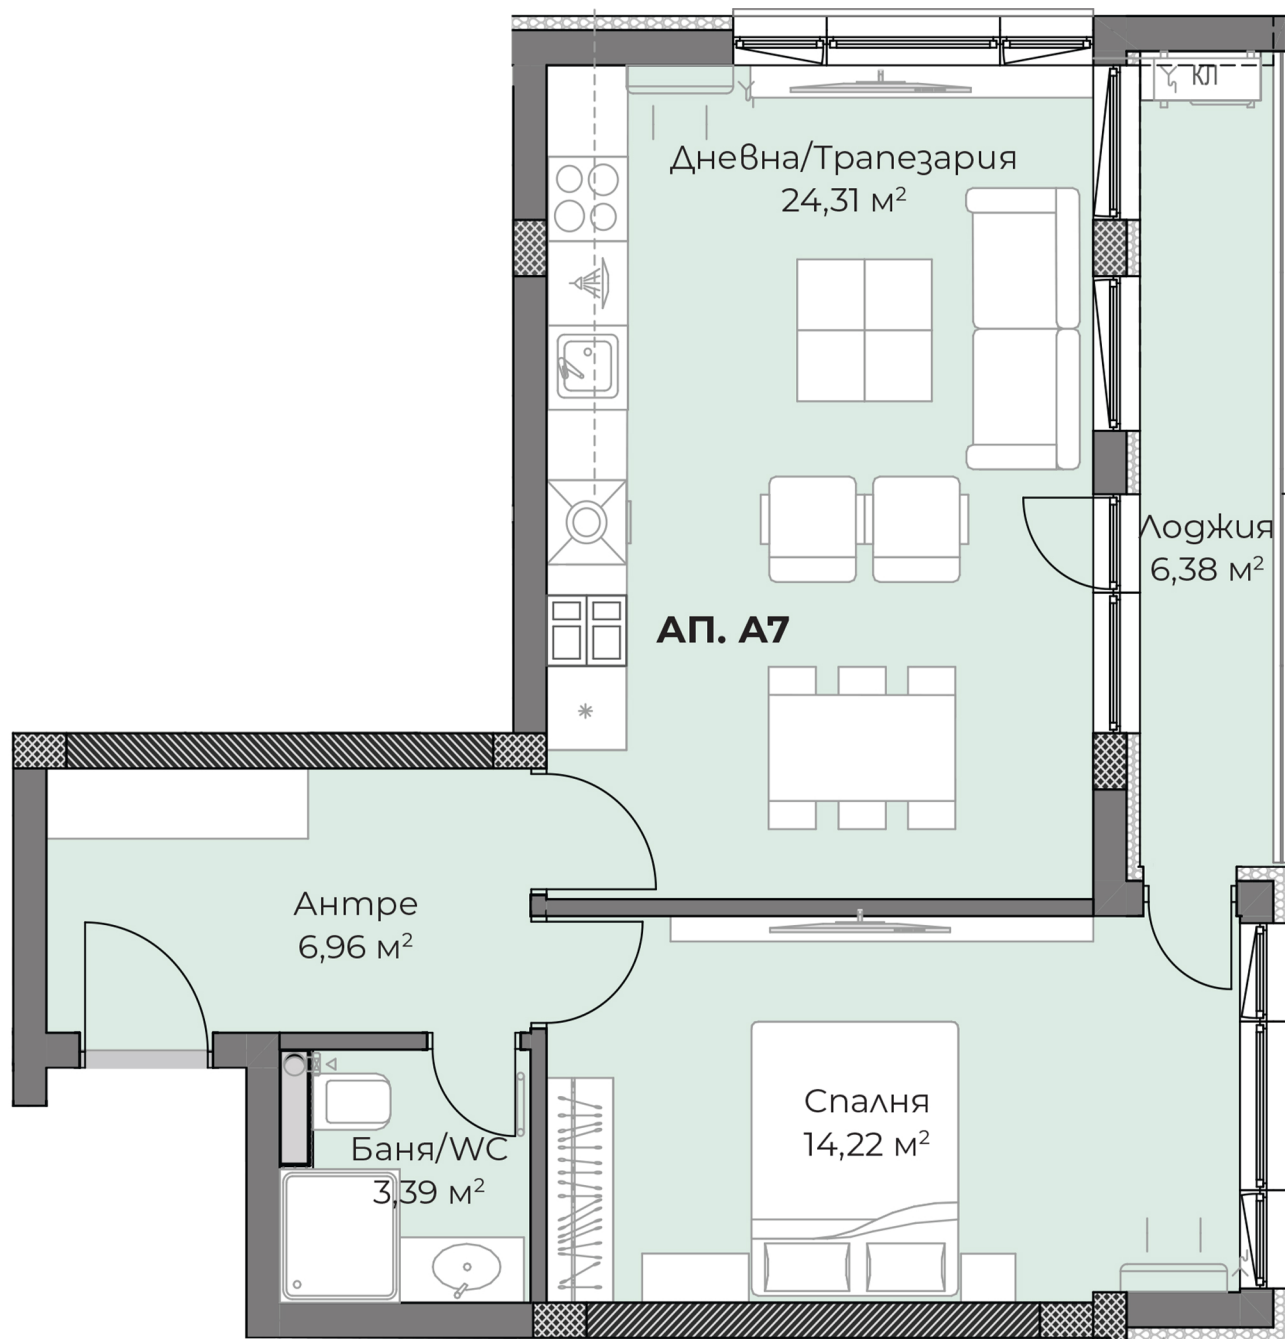 КЛ
Дневна/Трапезария
24,31 м²
Лоджия
6,38 м²
АП. А7
Антре
6,96 м²
Спалня
14,22 м²
Баня/WC
3,39 м²